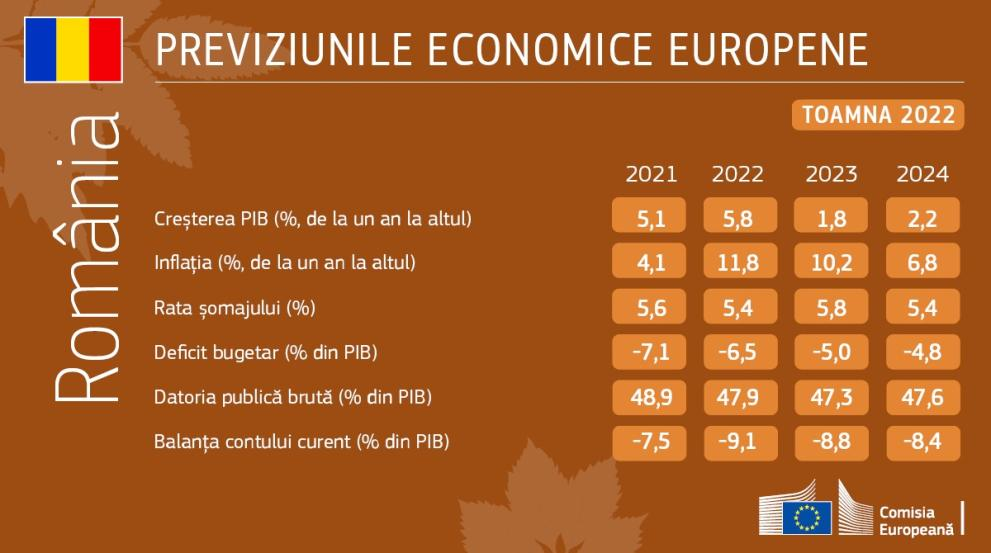 PREVIZIUNILE ECONOMICE EUROPENE
România
TOAMNA 2022
2021 2022 2023 2024
Creșterea PIB (%, de la un an la altul) 5,1 5,8 1,8 2,2
Inflația (%, de la un an la altul) 4,1 11,8 10,2 6,8
Rata șomajului (%) 5,6 5,4 5,8 5,4
Deficit bugetar (% din PIB) -7,1 -6,5 -5,0 -4,8
Datoria publică brută (% din PIB) 48,9 47,9 47,3 47,6
Balanța contului curent (% din PIB) -7,5 -9,1 -8,8 -8,4
Comisia
Europeană